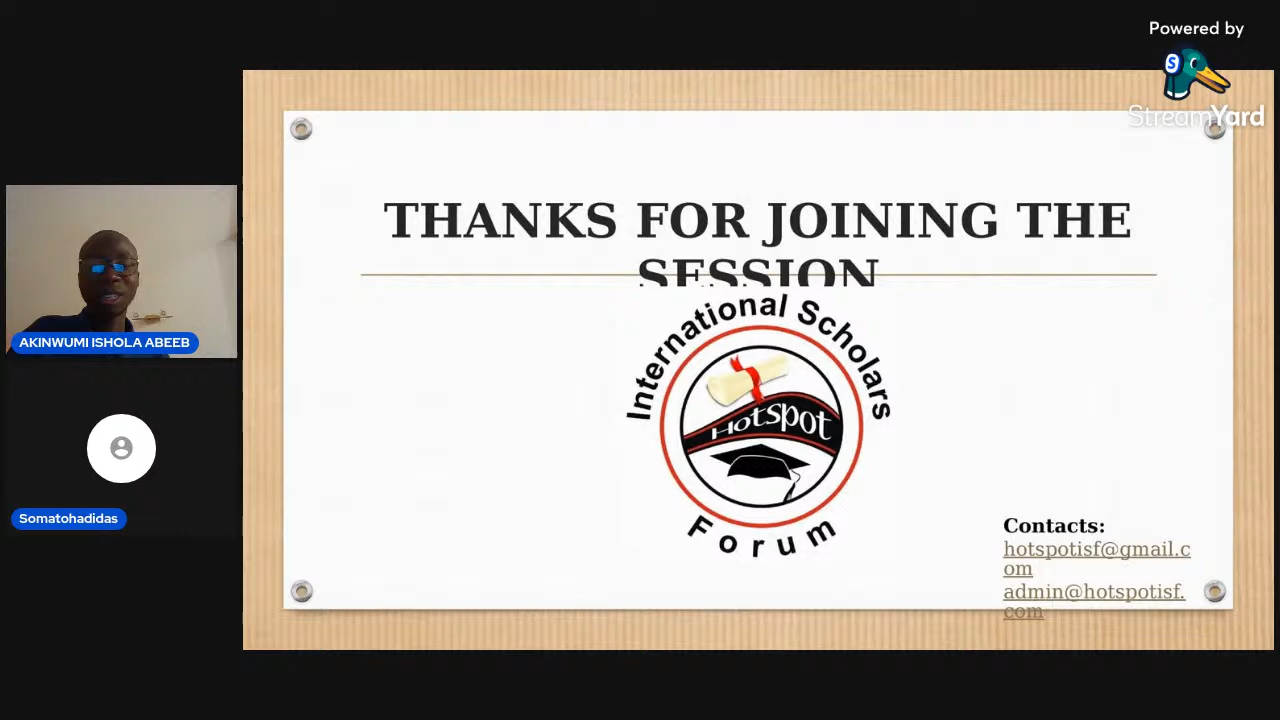 Powered by
StreamYard
THANKS FOR JOINING THE
SESSION
International Scholars
Hotspot
Forum
Contacts:
hotspotisf@gmail.c
om
admin@hotspotisf.
com
AKINWUMI ISHOLA ABEEB
Somatohadidas